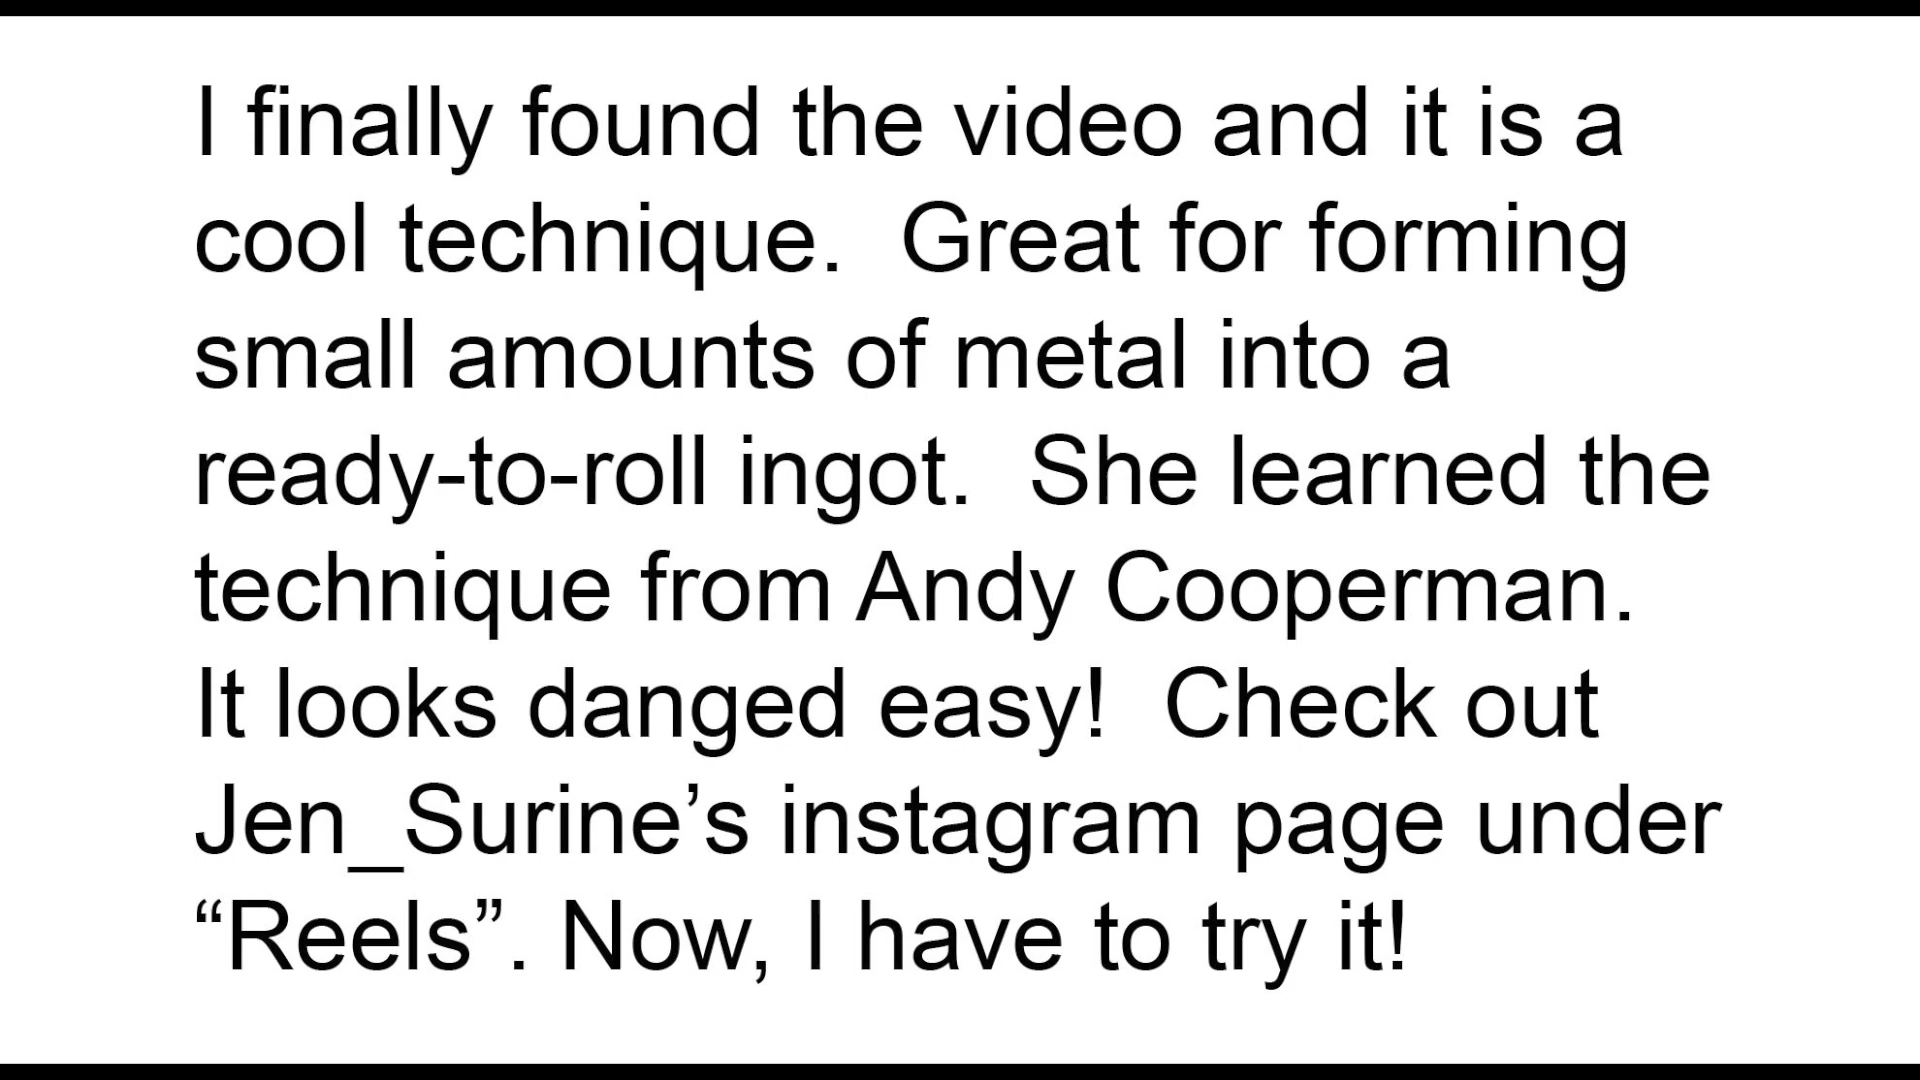 I finally found the video and it is a
cool technique.  Great for forming
small amounts of metal into a
ready-to-roll ingot.  She learned the
technique from Andy Cooperman.
It looks danged easy!  Check out
Jen_Surine’s instagram page under
“Reels”. Now, I have to try it!